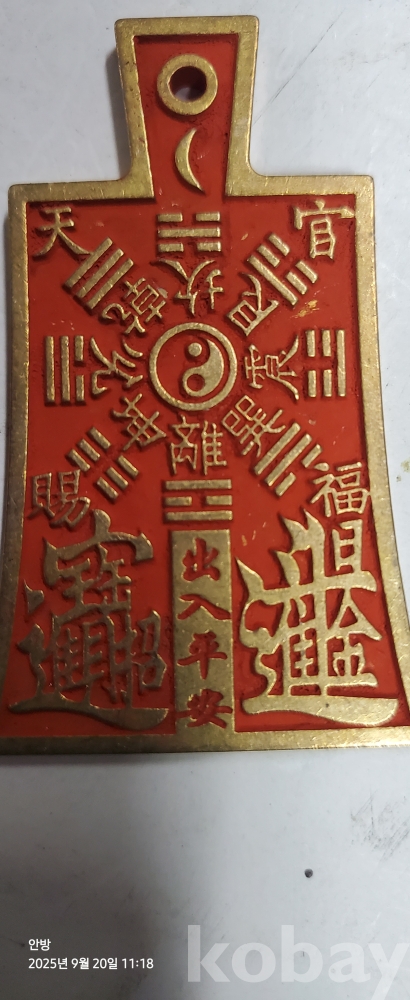 天 官
賜 福
乾 坎 艮
兌 震
坤 離 巽
招財進寶
日進斗金
出入平安
안방
2025년 9월 20일 11:18
kobay